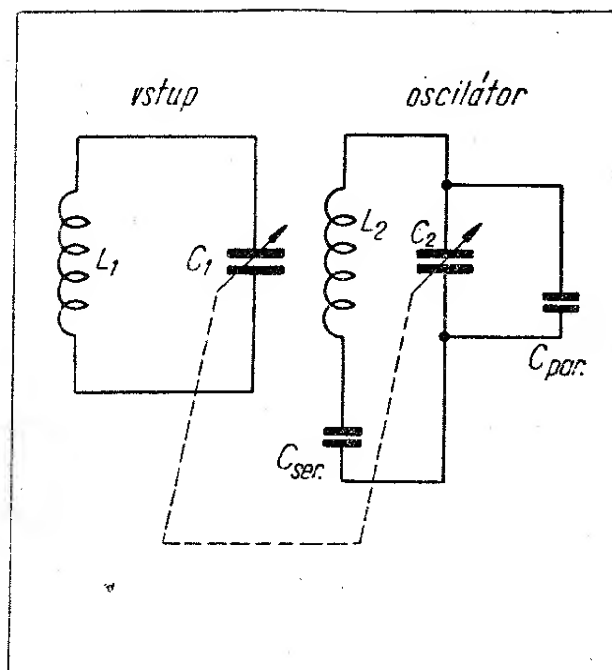 vstup
oscilátor
L1
C1
L2
C2
Cpar.
Cser.